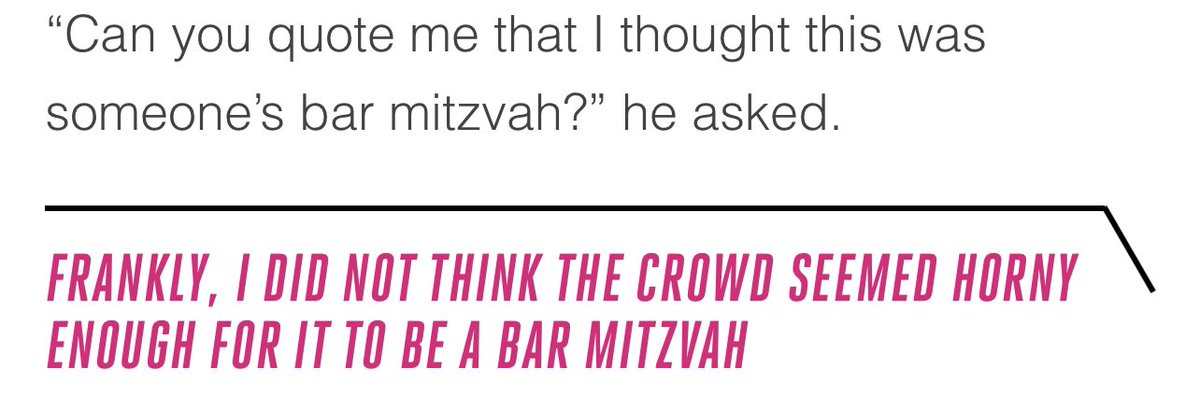 “Can you quote me that I thought this was
someone’s bar mitzvah?” he asked.
FRANKLY, I DID NOT THINK THE CROWD SEEMED HORNY
ENOUGH FOR IT TO BE A BAR MITZVAH